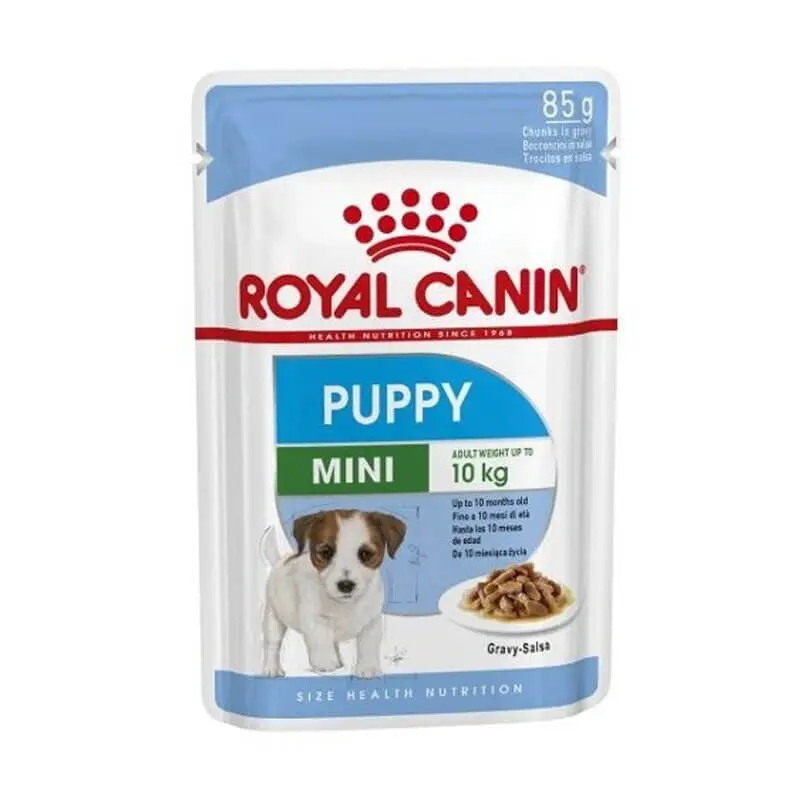 85 g
Chunks in gravy
Bocconcini in salsa
Trocitos en salsa
ROYAL CANIN®
HEALTH NUTRITION SINCE 1968
PUPPY
MINI
ADULT WEIGHT UP TO
10 kg
Up to 10 months old
Fino a 10 mesi di età
Hasta los 10 meses
de edad
Do 10 miesiąca życia
Gravy-Salsa
SIZE HEALTH NUTRITION